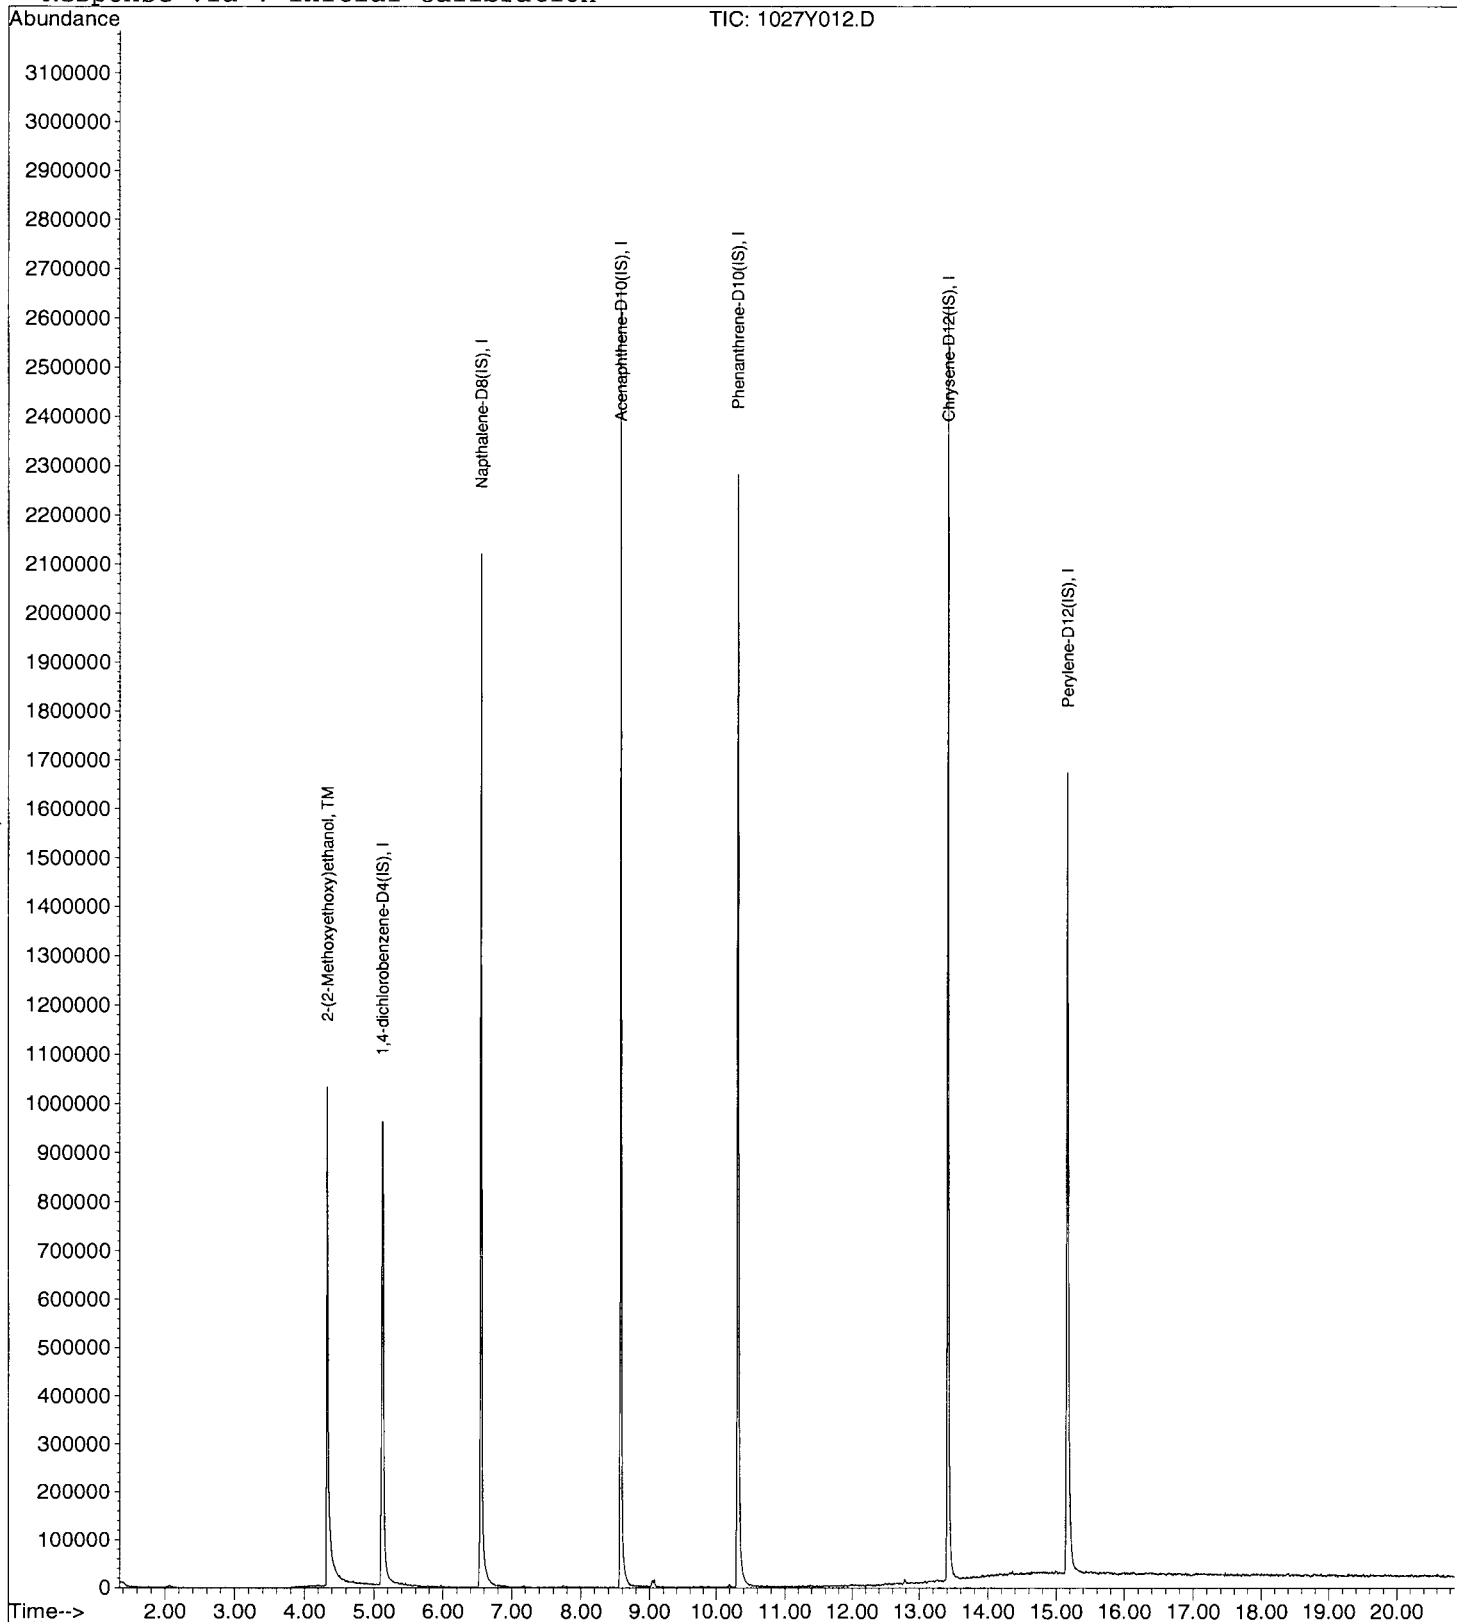 Response via : Initial Calibration
Abundance
TIC: 1027Y012.D
3100000
3000000
2900000
2800000
2700000
2600000
2500000
2400000
2300000
2200000
2100000
2000000
1900000
1800000
1700000
1600000
1500000
1400000
1300000
1200000
1100000
1000000
900000
800000
700000
600000
500000
400000
300000
200000
100000
0
2-(2-Methoxyethoxy)ethanol, TM
1,4-dichlorobenzene-D4(IS), I
Napthalene-D8(IS), I
Acenaphthene-D10(IS), I
Phenanthrene-D10(IS), I
Chrysene-D12(IS), I
Perylene-D12(IS), I
Time--> 2.00 3.00 4.00 5.00 6.00 7.00 8.00 9.00 10.00 11.00 12.00 13.00 14.00 15.00 16.00 17.00 18.00 19.00 20.00